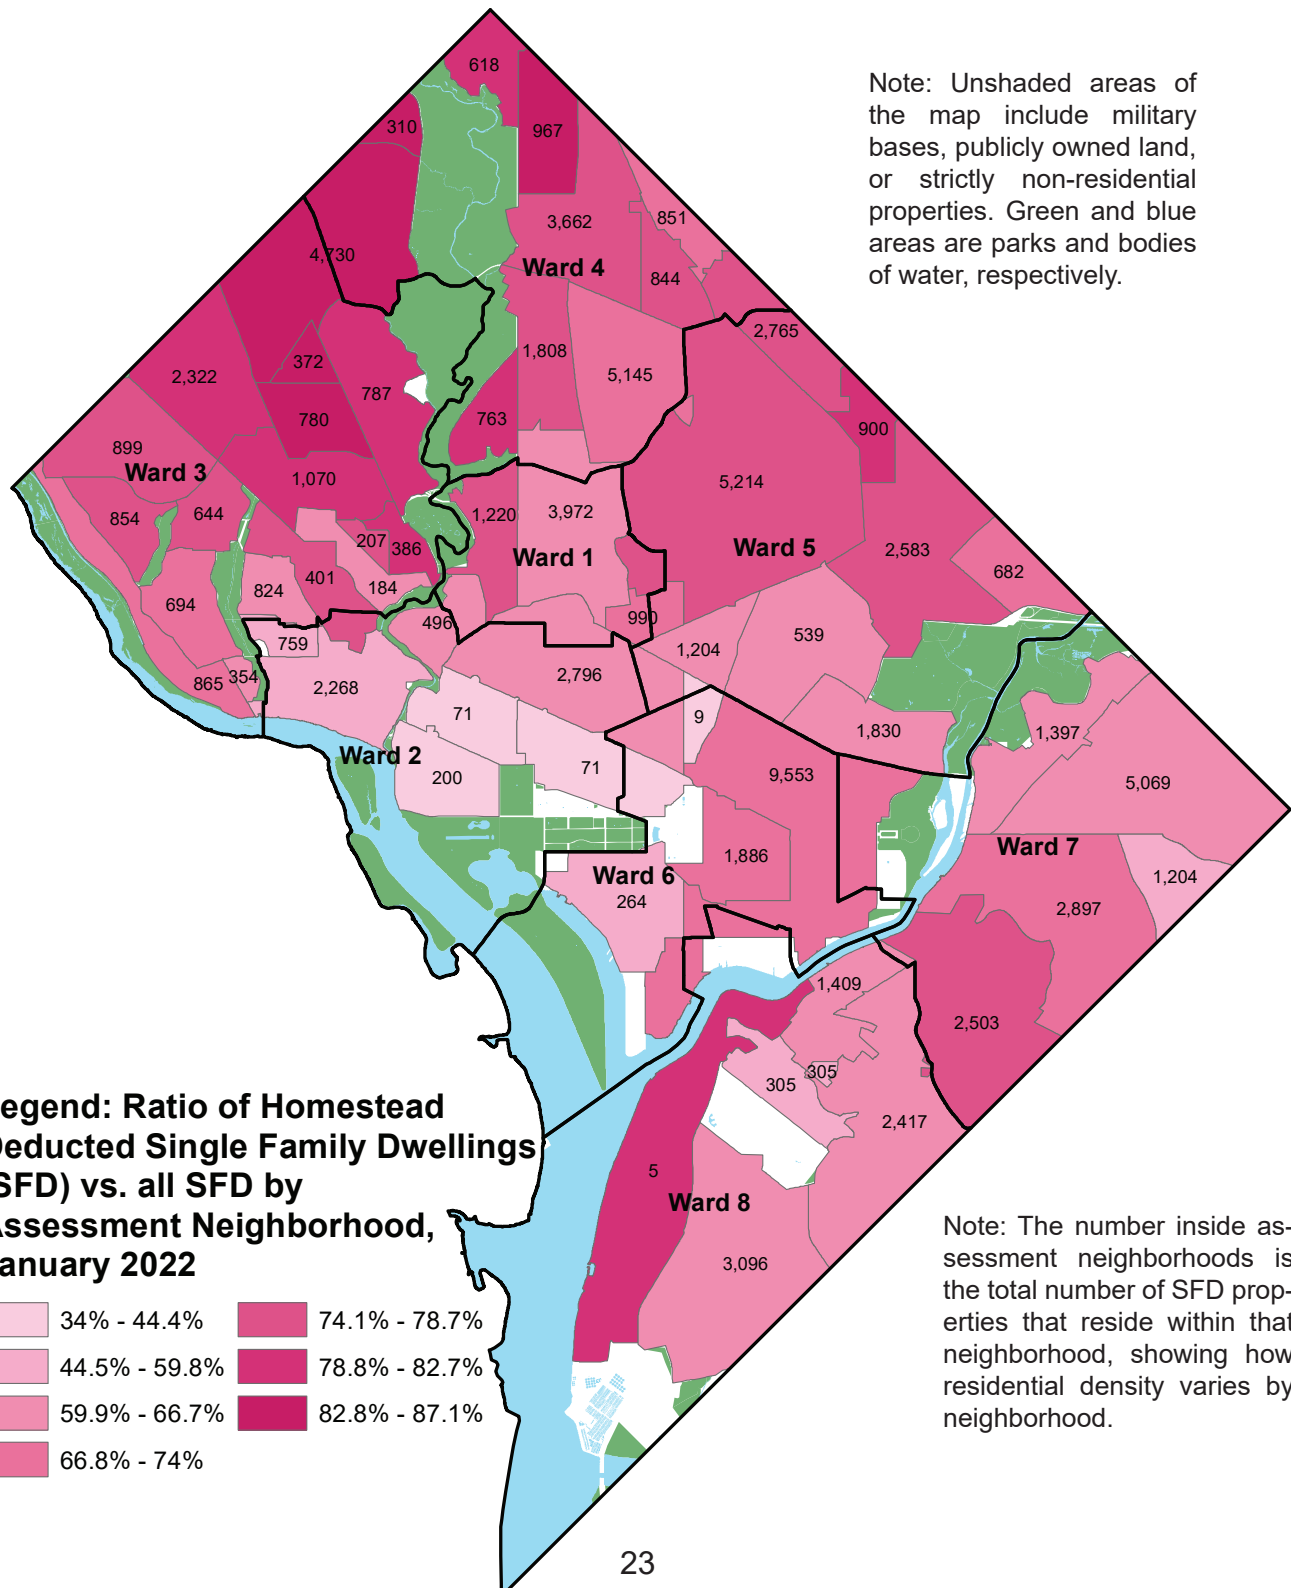 618
Note: Unshaded areas of
the map include military
bases, publicly owned land,
or strictly non-residential
properties. Green and blue
areas are parks and bodies
of water, respectively.
310
967
3,662
851
4,730
Ward 4
844
2,765
1,808
372
2,322
5,145
787
780
763
900
899
Ward 3
1,070
5,214
644
854
1,220
3,972
207
386
Ward 1
Ward 5
2,583
401
682
184
824
694
990
496
539
759
1,204
354
865
2,268
2,796
71
9
1,830
1,397
Ward 2
200
71
9,553
5,069
Ward 7
1,886
Ward 6
264
1,204
2,897
1,409
2,503
305
305
2,417
5
Ward 8
3,096
egend: Ratio of Homestead
Deducted Single Family Dwellings
SFD) vs. all SFD by
Assessment Neighborhood,
anuary 2022
34% - 44.4%
44.5% - 59.8%
59.9% - 66.7%
66.8% - 74%
74.1% - 78.7%
78.8% - 82.7%
82.8% - 87.1%
Note: The number inside as-
sessment neighborhoods is
the total number of SFD prop-
erties that reside within that
neighborhood, showing how
residential density varies by
neighborhood.
23